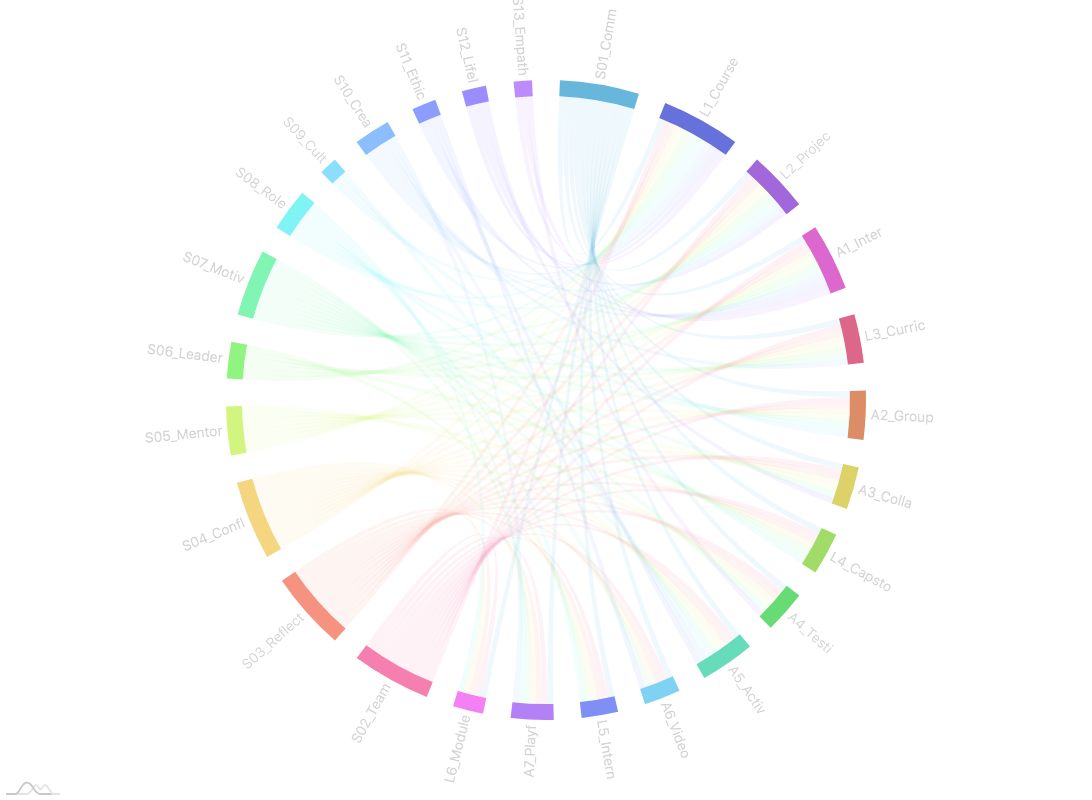 S01_Comm
L1_Course
L2_Projec
A1_Inter
L3_Curric
A2_Group
A3_Colla
L4_Capsto
A4_Testi
A5_Activ
A6_Video
L5_Intern
A7_Playf
L6_Module
S02_Team
S03_Reflect
S04_Confl
S05_Mentor
S06_Leader
S07_Motiv
S08_Role
S09_Cult
S10_Crea
S11_Ethic
S12_Lifel
S13_Empath